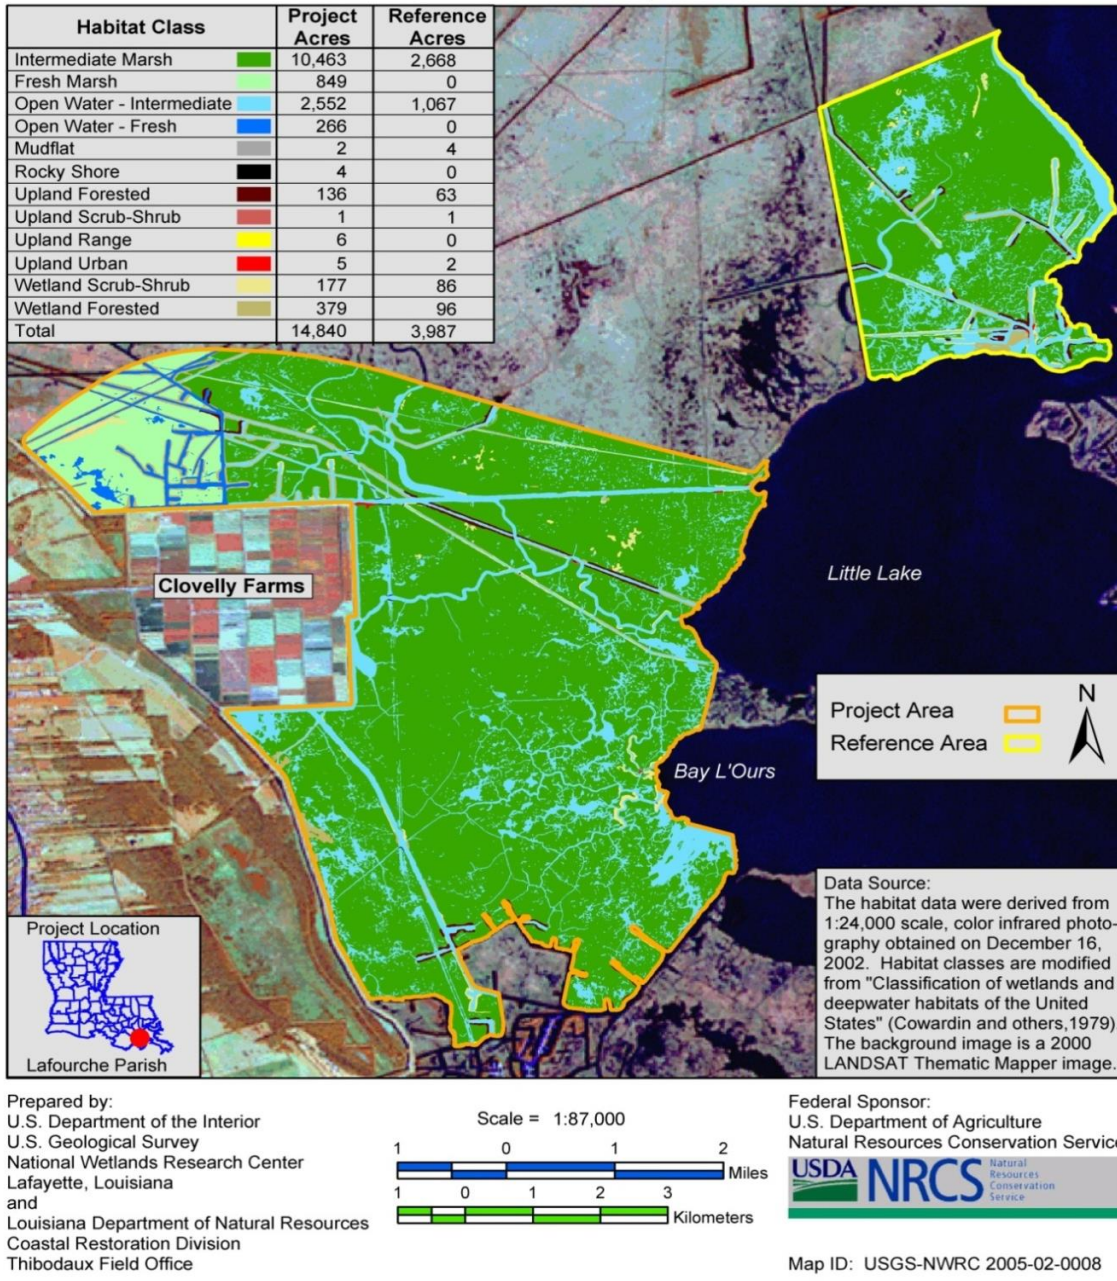 Habitat Class Project Acres Reference Acres
Intermediate Marsh 10,463 2,668
Fresh Marsh 849 0
Open Water - Intermediate 2,552 1,067
Open Water - Fresh 266 0
Mudflat 2 4
Rocky Shore 4 0
Upland Forested 136 63
Upland Scrub-Shrub 1 1
Upland Range 6 0
Upland Urban 5 2
Wetland Scrub-Shrub 177 86
Wetland Forested 379 96
Total 14,840 3,987
Clovelly Farms
Little Lake
Bay L'Ours
Project Area
Reference Area
N
Data Source:
The habitat data were derived from
1:24,000 scale, color infrared photo-
graphy obtained on December 16,
2002. Habitat classes are modified
from "Classification of wetlands and
deepwater habitats of the United
States" (Cowardin and others,1979)
The background image is a 2000
LANDSAT Thematic Mapper image.
Project Location
Lafourche Parish
Prepared by:
U.S. Department of the Interior
U.S. Geological Survey
National Wetlands Research Center
Lafayette, Louisiana
and
Louisiana Department of Natural Resources
Coastal Restoration Division
Thibodaux Field Office
Scale = 1:87,000
1 0 1 2
Miles
1 0 1 2 3
Kilometers
Federal Sponsor:
U.S. Department of Agriculture
Natural Resources Conservation Service
USDA NRCS Natural
Resources
Conservation
Service
Map ID: USGS-NWRC 2005-02-0008